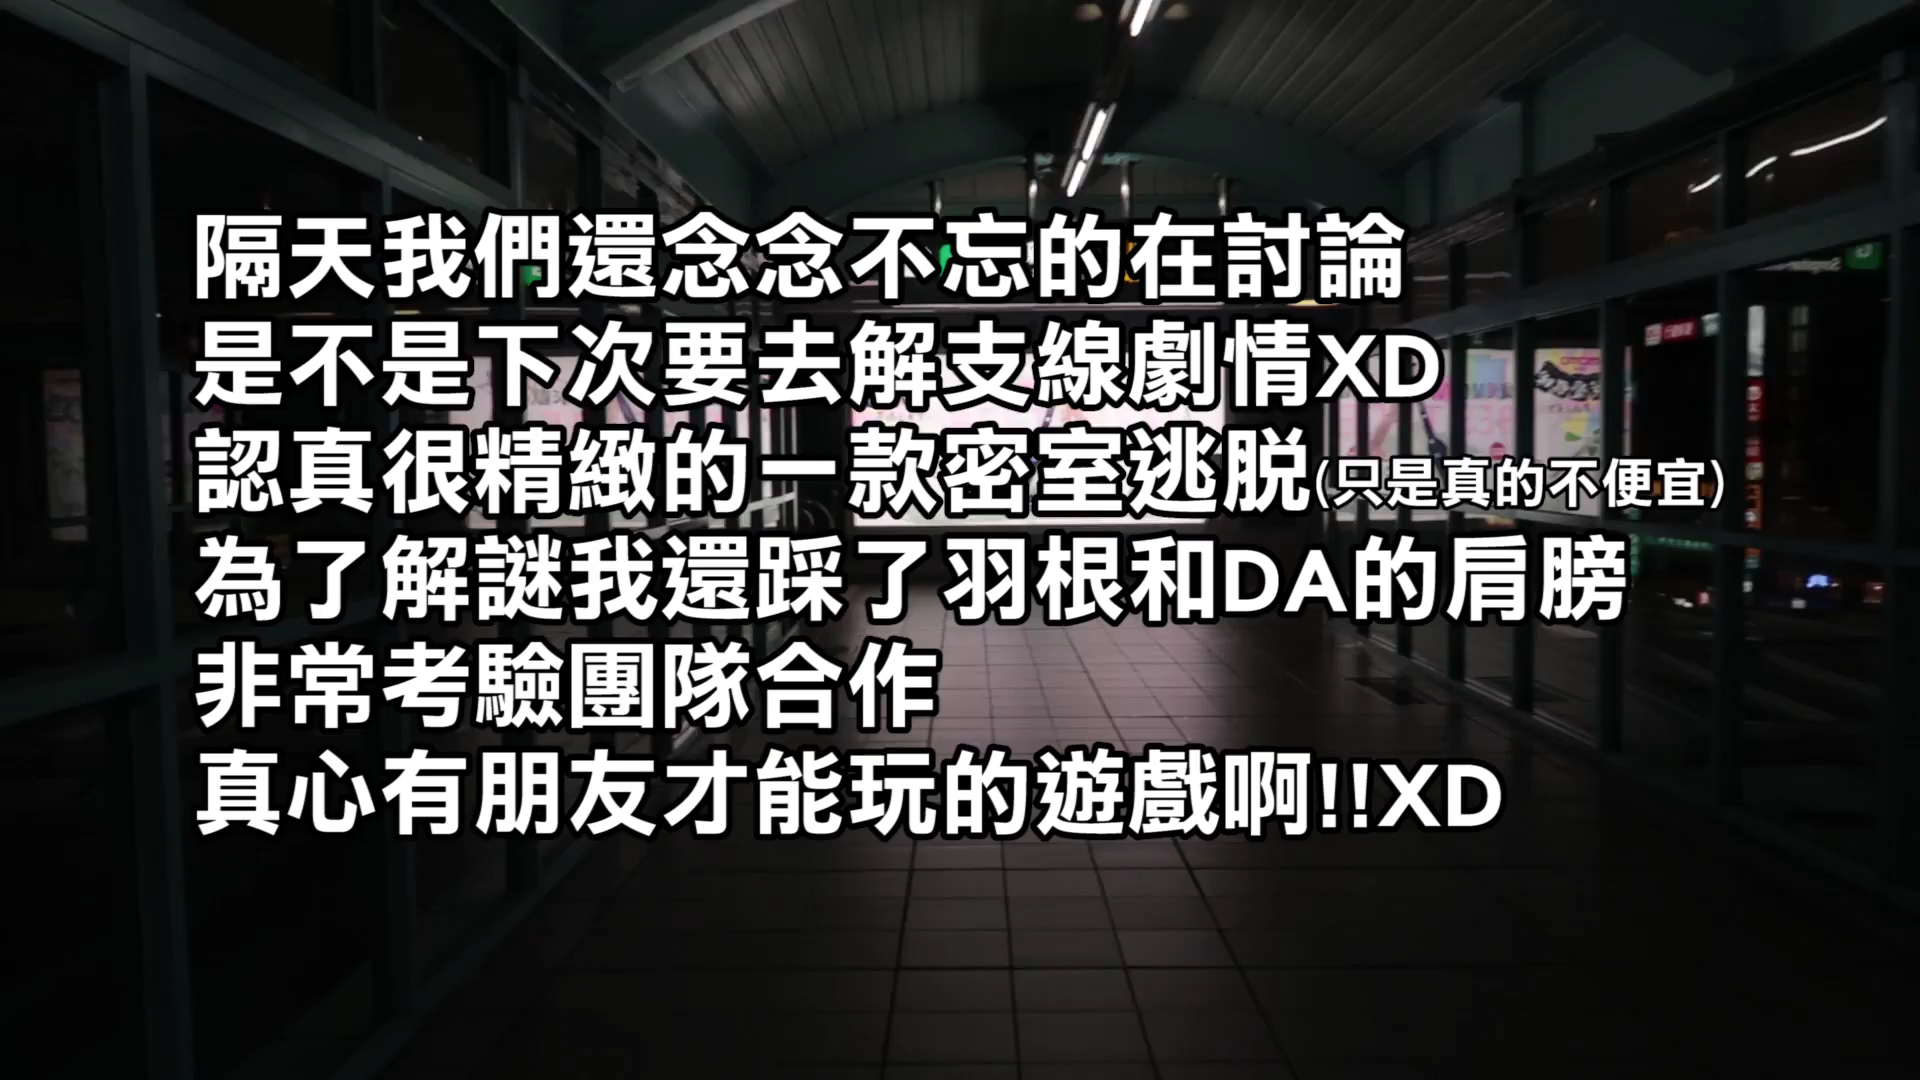 隔天我們還念念不忘的在討論
是不是下次要去解支線劇情XD
認真很精緻的一款密室逃脫(只是真的不便宜)
為了解謎我還踩了羽根和DA的肩膀
非常考驗團隊合作
真心有朋友才能玩的遊戲啊!!XD